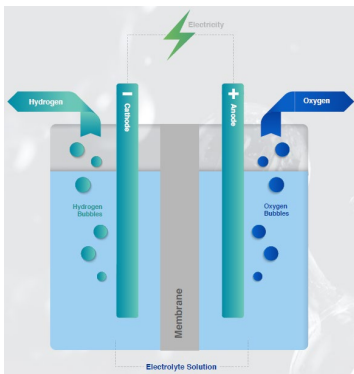 Electricity
Hydrogen
Oxygen
− Cathode
+ Anode
Hydrogen
Bubbles
Oxygen
Bubbles
Membrane
Electrolyte Solution